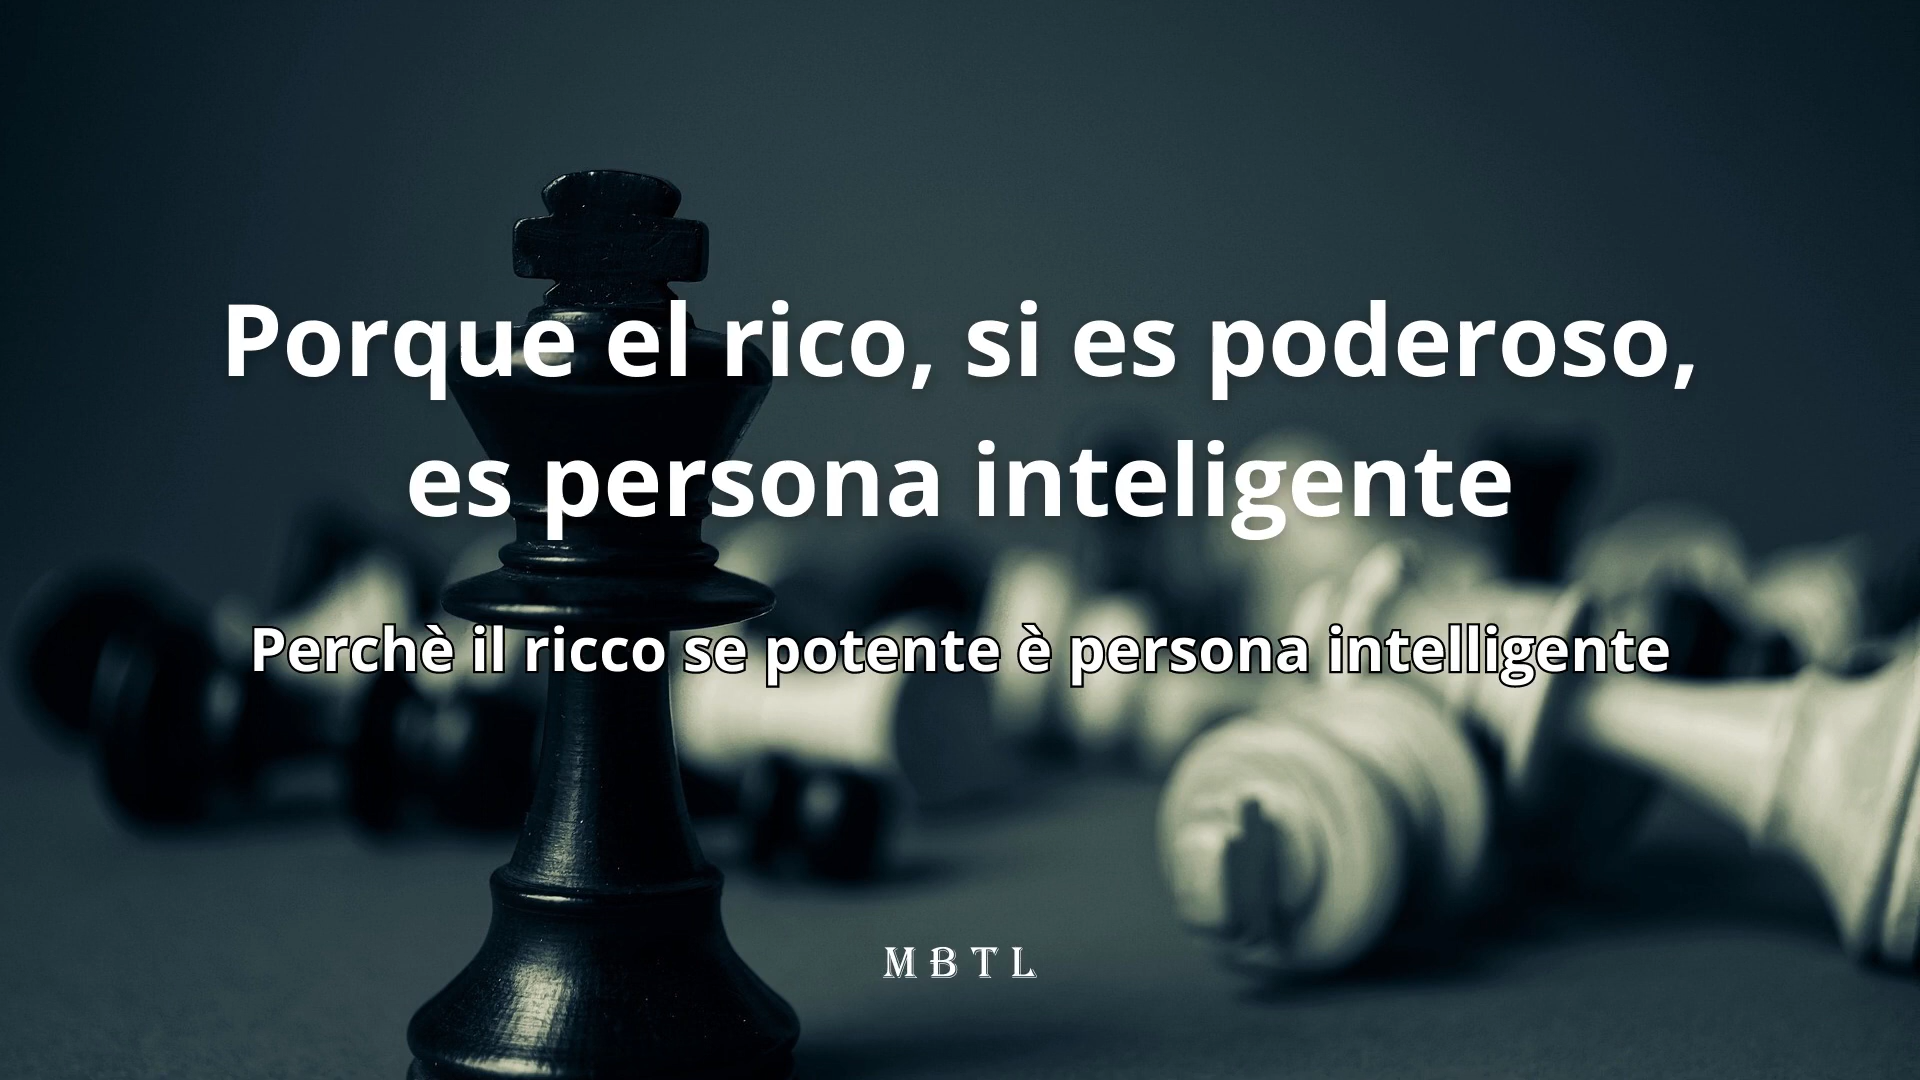 Porque el rico, si es poderoso,
es persona inteligente
Perchè il ricco se potente è persona intelligente
MBTL